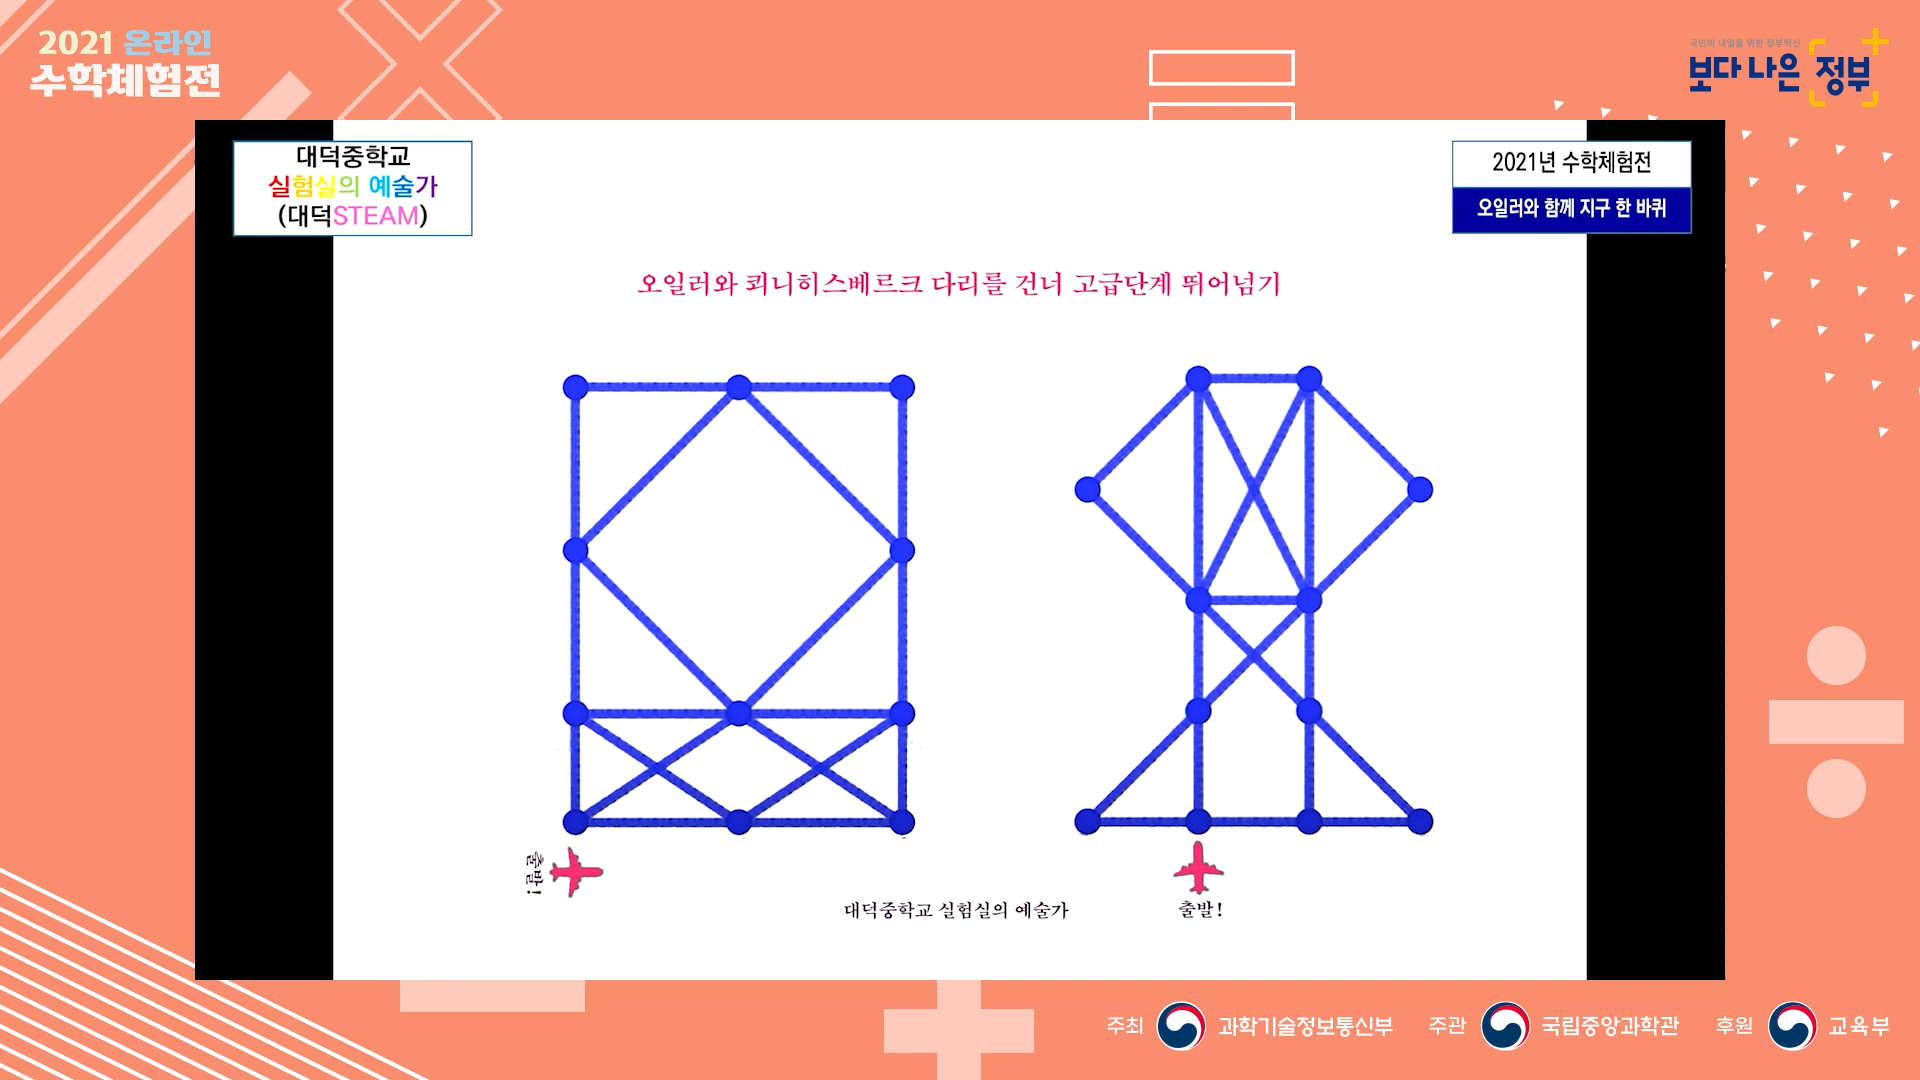 2021 온라인
수학체험전
국민의 내일을 위한 정부혁신
보다 나은 정부
대덕중학교
실험실의 예술가
(대덕STEAM)
2021년 수학체험전
오일러와 함께 지구 한 바퀴
오일러와 쾨니히스베르크 다리를 건너 고급단계 뛰어넘기
출발!
대덕중학교 실험실의 예술가
출발!
주최 과학기술정보통신부 주관 국립중앙과학관 후원 교육부